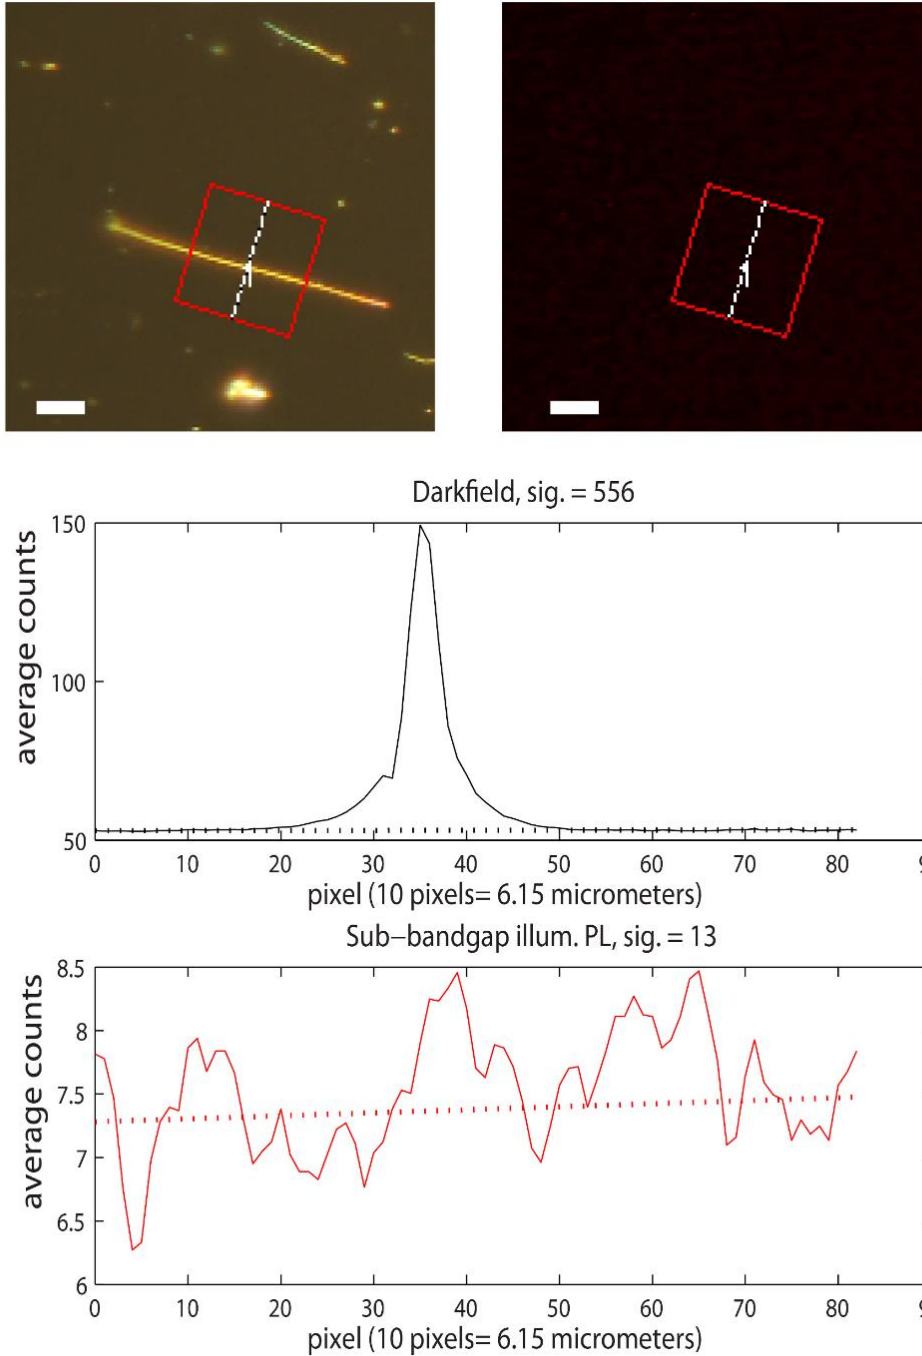 Darkfield, sig. = 556
150
100
50
average counts
0 10 20 30 40 50 60 70 80
pixel (10 pixels= 6.15 micrometers)
Sub−bandgap illum. PL, sig. = 13
8.5
8
7.5
7
6.5
6
average counts
0 10 20 30 40 50 60 70 80
pixel (10 pixels= 6.15 micrometers)